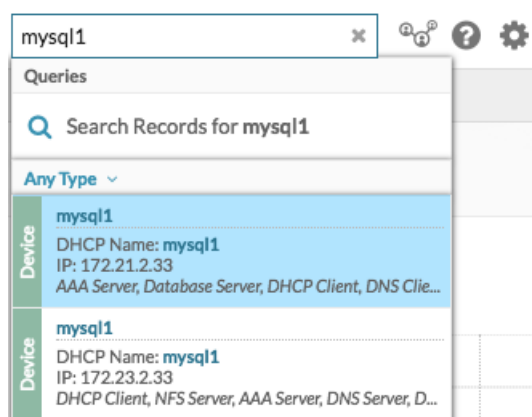 mysql1
Queries
Search Records for mysql1
Any Type
Device
mysql1
DHCP Name: mysql1
IP: 172.21.2.33
AAA Server, Database Server, DHCP Client, DNS Clie...
Device
mysql1
DHCP Name: mysql1
IP: 172.23.2.33
DHCP Client, NFS Server, AAA Server, DNS Server, D...